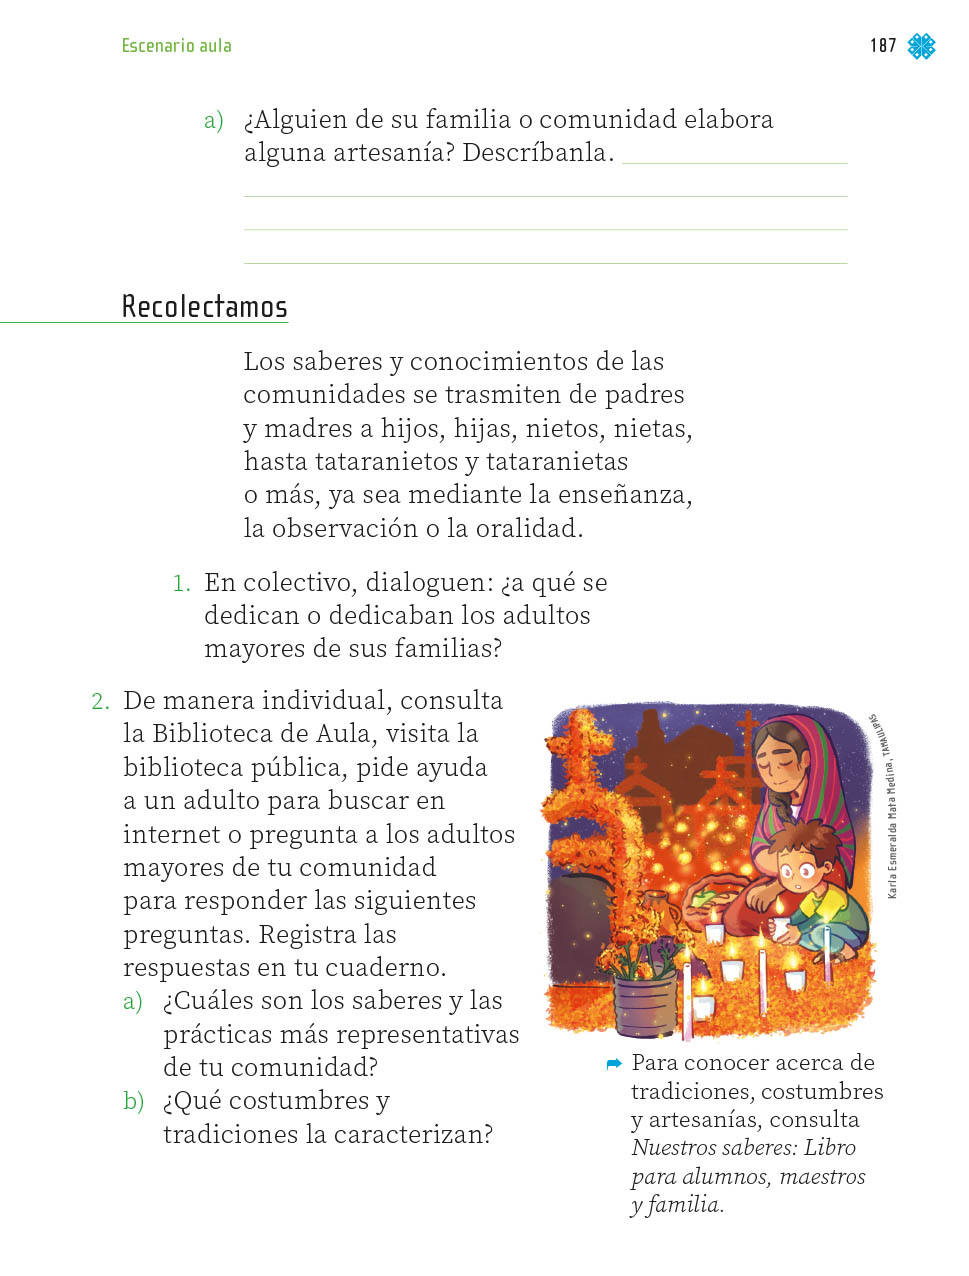 Escenario aula
187
a) ¿Alguien de su familia o comunidad elabora
alguna artesanía? Descríbanla.
Recolectamos
Los saberes y conocimientos de las
comunidades se trasmiten de padres
y madres a hijos, hijas, nietos, nietas,
hasta tataranietos y tataranietas
o más, ya sea mediante la enseñanza,
la observación o la oralidad.
1. En colectivo, dialoguen: ¿a qué se
dedican o dedicaban los adultos
mayores de sus familias?
2. De manera individual, consulta
la Biblioteca de Aula, visita la
biblioteca pública, pide ayuda
a un adulto para buscar en
internet o pregunta a los adultos
mayores de tu comunidad
para responder las siguientes
preguntas. Registra las
respuestas en tu cuaderno.
a) ¿Cuáles son los saberes y las
prácticas más representativas
de tu comunidad?
b) ¿Qué costumbres y
tradiciones la caracterizan?
Karla Esmeralda Mata Medina, TAMAULIPAS
Para conocer acerca de
tradiciones, costumbres
y artesanías, consulta
Nuestros saberes: Libro
para alumnos, maestros
y familia.